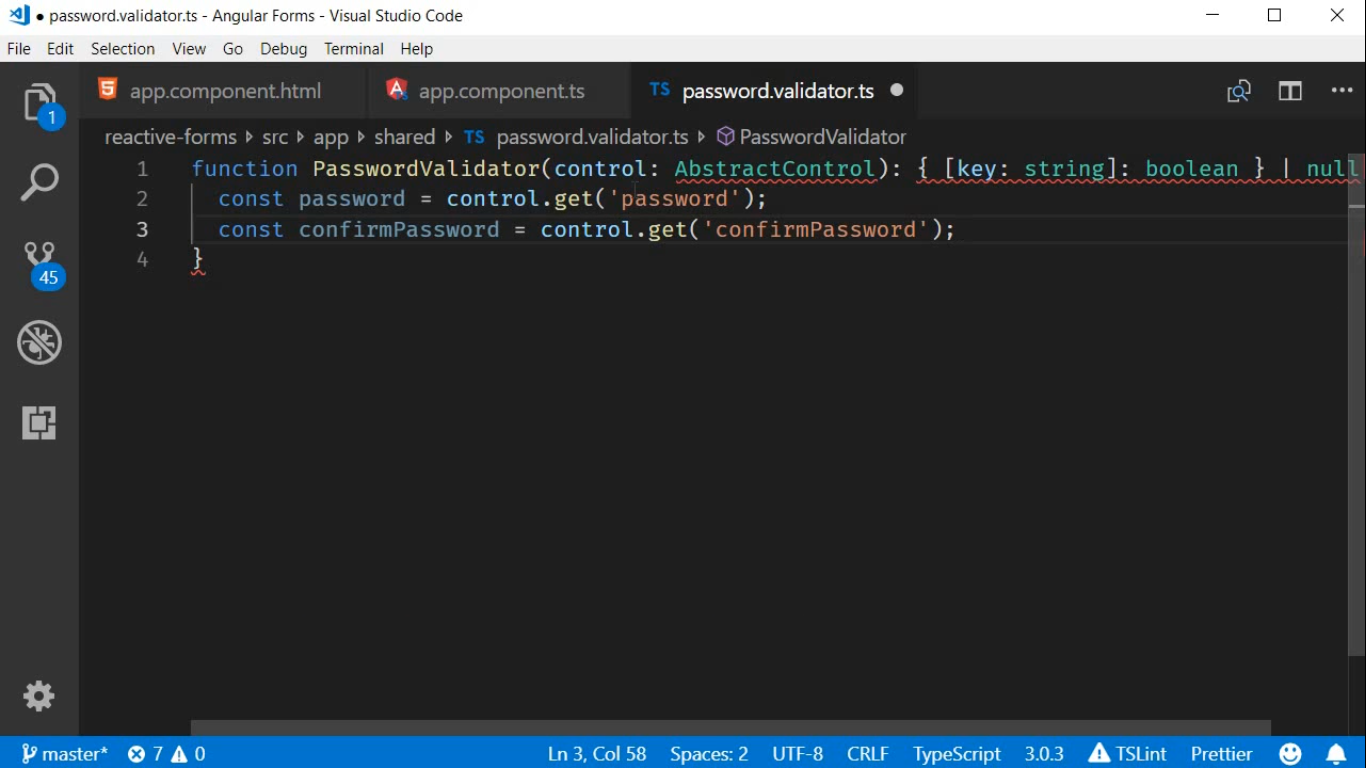 password.validator.ts - Angular Forms - Visual Studio Code
File Edit Selection View Go Debug Terminal Help
app.component.html app.component.ts TS password.validator.ts
1
reactive-forms src app shared TS password.validator.ts PasswordValidator
1 function PasswordValidator(control: AbstractControl): { [key: string]: boolean } | null
2 const password = control.get('password');
3 const confirmPassword = control.get('confirmPassword');
4 }
45
master* 7 0 Ln 3, Col 58 Spaces: 2 UTF-8 CRLF TypeScript 3.0.3 TSLint Prettier